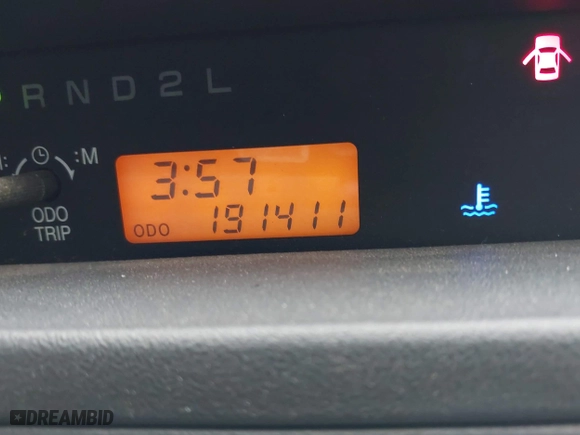 R N D 2 L
:M
3:57
ODO 191411
ODO
TRIP
DREAMBID